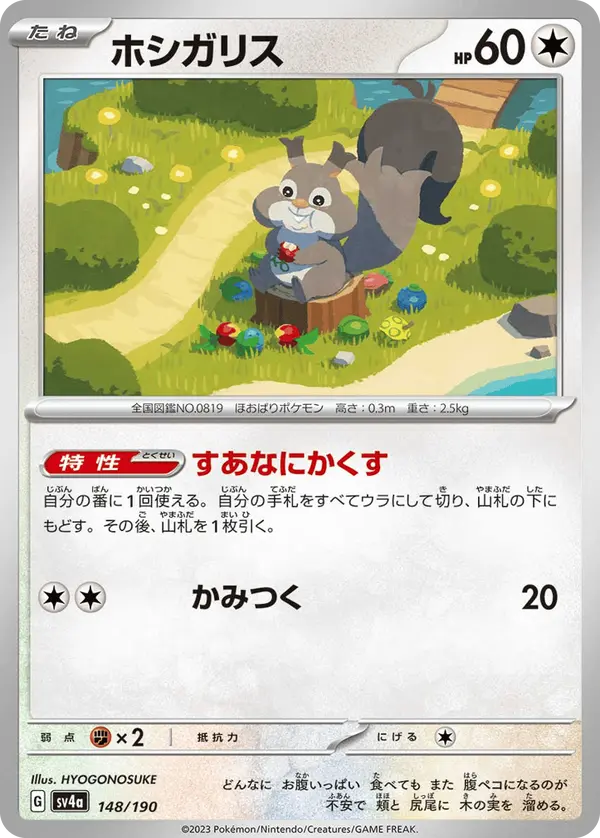 たね ホシガリス HP60
全国図鑑NO.0819 ほおばりポケモン 高さ:0.3m 重さ:2.5kg
特性 とくせい すあなにかくす
自分の番に1回使える。自分の手札をすべてウラにして切り、山札の下に
もどす。その後、山札を1枚引く。
かみつく 20
弱点 ×2 抵抗力 にげる
Illus. HYOGONOSUKE
G sv4a 148/190
どんなに お腹いっぱい 食べても また 腹ペコになるので
不安で 頬と 尻尾に 木の実を 溜める。
©2023 Pokémon/Nintendo/Creatures/GAME FREAK.